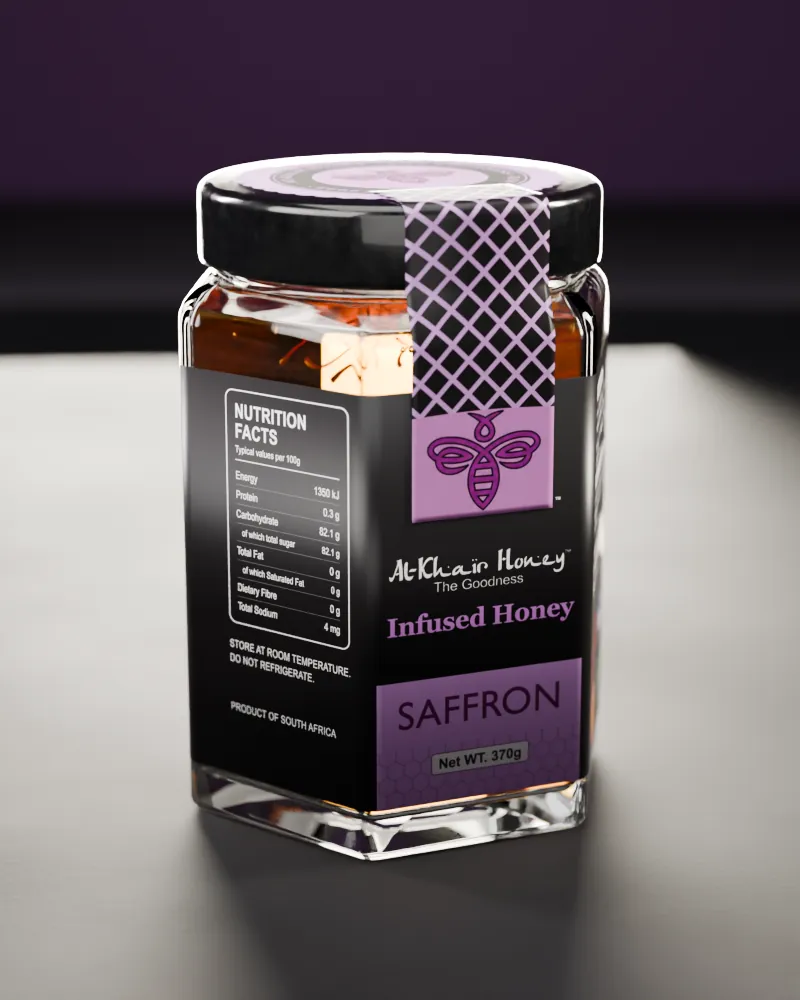 NUTRITION
FACTS
Typical values per 100g
Energy 1350 kJ
Protein 0.3 g
Carbohydrate 82.1 g
of which total sugar 82.1 g
Total Fat 0 g
of which Saturated Fat 0 g
Dietary Fibre 0 g
Total Sodium 4 mg
STORE AT ROOM TEMPERATURE.
DO NOT REFRIGERATE.
PRODUCT OF SOUTH AFRICA
™
Al-Khair Honey™
The Goodness
Infused Honey
SAFFRON
Net WT. 370g